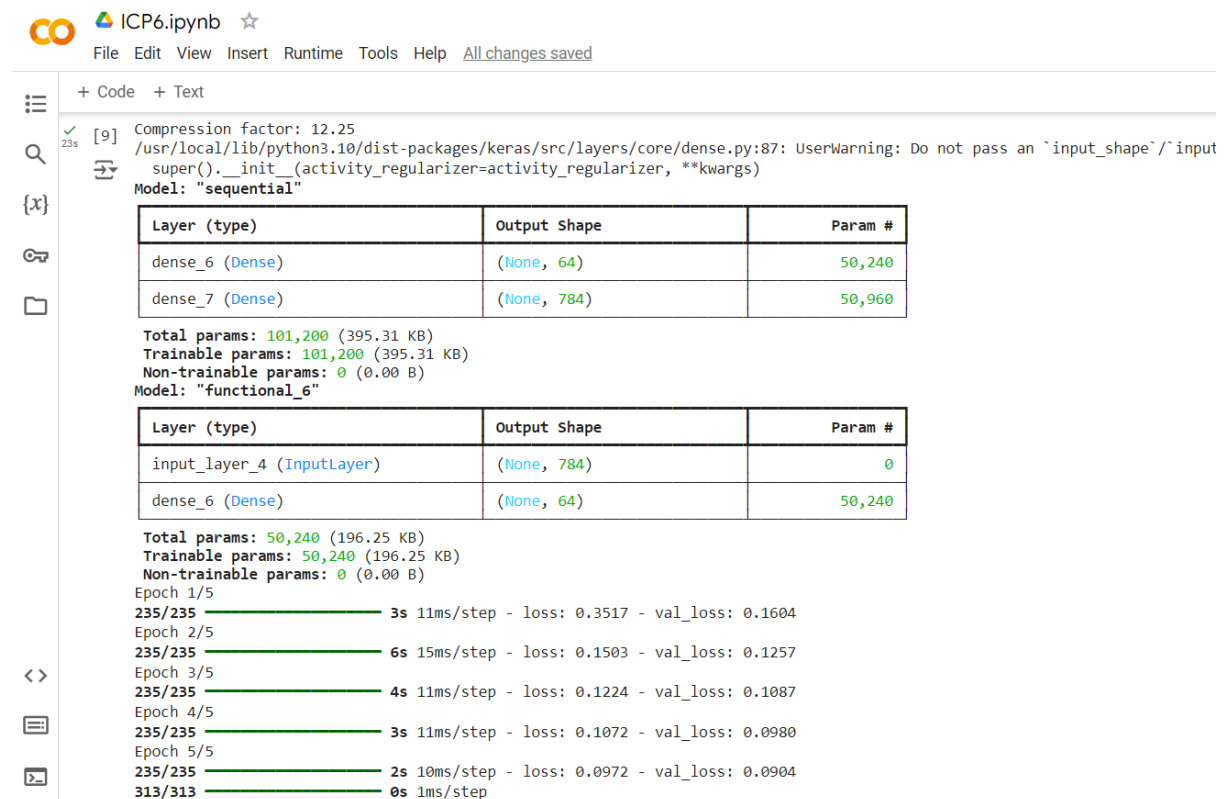 ICP6.ipynb
File Edit View Insert Runtime Tools Help All changes saved
+ Code + Text
23s [9] Compression factor: 12.25
/usr/local/lib/python3.10/dist-packages/keras/src/layers/core/dense.py:87: UserWarning: Do not pass an `input_shape`/`input
super().__init__(activity_regularizer=activity_regularizer, **kwargs)
{x} Model: "sequential"
Layer (type) Output Shape Param #
dense_6 (Dense) (None, 64) 50,240
dense_7 (Dense) (None, 784) 50,960
Total params: 101,200 (395.31 KB)
Trainable params: 101,200 (395.31 KB)
Non-trainable params: 0 (0.00 B)
Model: "functional_6"
Layer (type) Output Shape Param #
input_layer_4 (InputLayer) (None, 784) 0
dense_6 (Dense) (None, 64) 50,240
Total params: 50,240 (196.25 KB)
Trainable params: 50,240 (196.25 KB)
Non-trainable params: 0 (0.00 B)
Epoch 1/5
235/235 ━━━━━━━━━━━━━━━━━━━━ 3s 11ms/step - loss: 0.3517 - val_loss: 0.1604
Epoch 2/5
235/235 ━━━━━━━━━━━━━━━━━━━━ 6s 15ms/step - loss: 0.1503 - val_loss: 0.1257
Epoch 3/5
235/235 ━━━━━━━━━━━━━━━━━━━━ 4s 11ms/step - loss: 0.1224 - val_loss: 0.1087
Epoch 4/5
235/235 ━━━━━━━━━━━━━━━━━━━━ 3s 11ms/step - loss: 0.1072 - val_loss: 0.0980
Epoch 5/5
235/235 ━━━━━━━━━━━━━━━━━━━━ 2s 10ms/step - loss: 0.0972 - val_loss: 0.0904
313/313 ━━━━━━━━━━━━━━━━━━━━ 0s 1ms/step